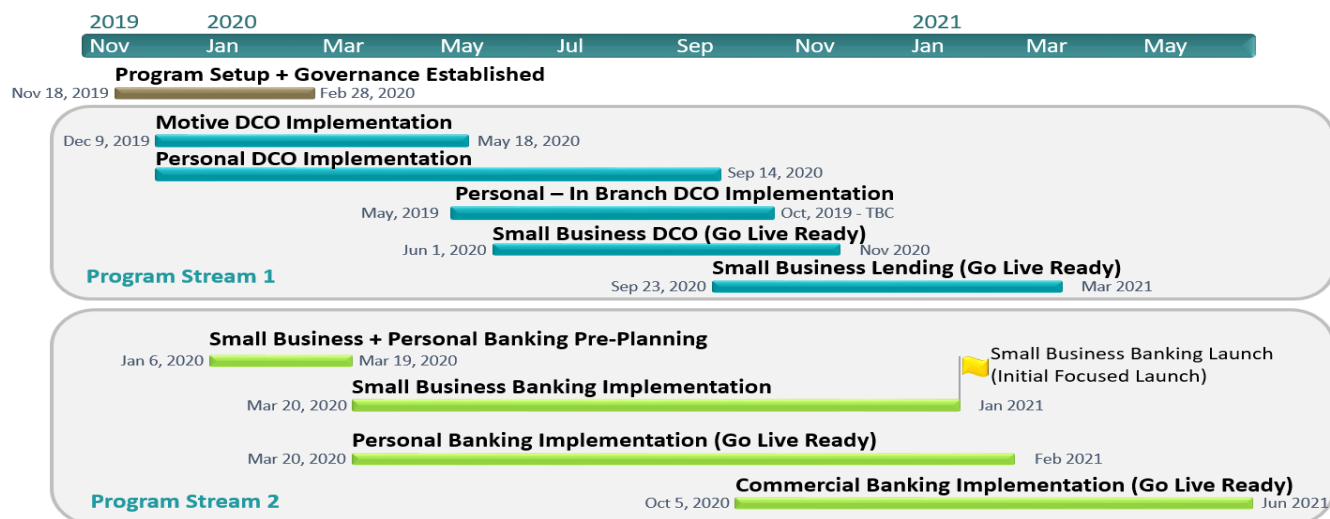 2019 2020 2021
Nov Jan Mar May Jul Sep Nov Jan Mar May
Program Setup + Governance Established
Nov 18, 2019 Feb 28, 2020
Motive DCO Implementation
Dec 9, 2019 May 18, 2020
Personal DCO Implementation
Sep 14, 2020
Personal – In Branch DCO Implementation
May, 2019 Oct, 2019 - TBC
Small Business DCO (Go Live Ready)
Jun 1, 2020 Nov 2020
Small Business Lending (Go Live Ready)
Program Stream 1
Sep 23, 2020 Mar 2021
Small Business + Personal Banking Pre-Planning
Jan 6, 2020 Mar 19, 2020
Small Business Banking Launch
(Initial Focused Launch)
Small Business Banking Implementation
Mar 20, 2020 Jan 2021
Personal Banking Implementation (Go Live Ready)
Mar 20, 2020 Feb 2021
Commercial Banking Implementation (Go Live Ready)
Program Stream 2
Oct 5, 2020 Jun 2021